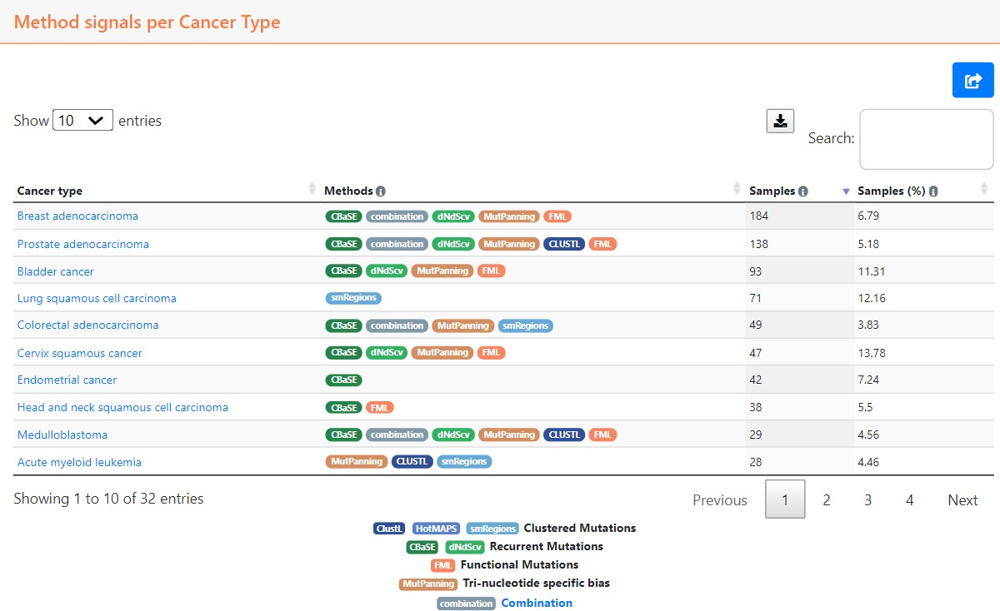 Method signals per Cancer Type
Show 10 entries
Search:
Cancer type Methods Samples Samples (%)
Breast adenocarcinoma CBaSE combination dNdScv MutPanning FML 184 6.79
Prostate adenocarcinoma CBaSE combination dNdScv MutPanning CLUSTL FML 138 5.18
Bladder cancer CBaSE dNdScv MutPanning FML 93 11.31
Lung squamous cell carcinoma smRegions 71 12.16
Colorectal adenocarcinoma CBaSE combination MutPanning smRegions 49 3.83
Cervix squamous cancer CBaSE dNdScv MutPanning FML 47 13.78
Endometrial cancer CBaSE 42 7.24
Head and neck squamous cell carcinoma CBaSE FML 38 5.5
Medulloblastoma CBaSE combination dNdScv MutPanning CLUSTL FML 29 4.56
Acute myeloid leukemia MutPanning CLUSTL smRegions 28 4.46
Showing 1 to 10 of 32 entries
Previous 1 2 3 4 Next
ClustL HotMAPS smRegions Clustered Mutations
CBaSE dNdScv Recurrent Mutations
FML Functional Mutations
MutPanning Tri-nucleotide specific bias
combination Combination